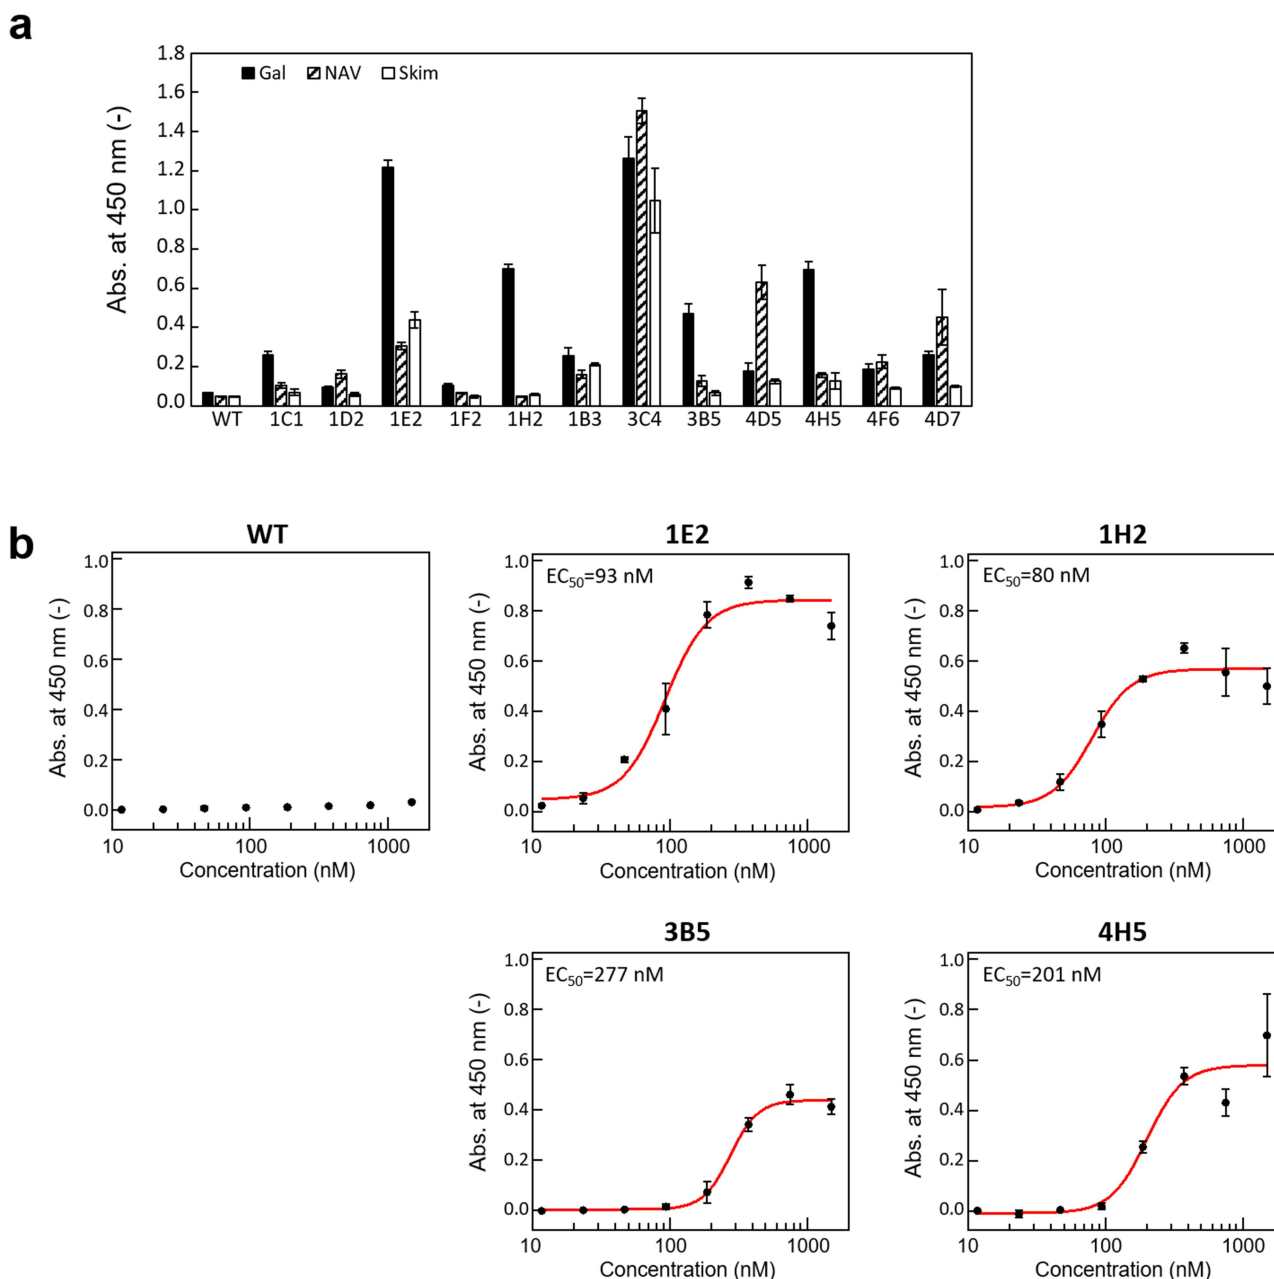 a
Abs. at 450 nm (-)
1.8
1.6
1.4
1.2
1.0
0.8
0.6
0.4
0.2
0.0
Gal NAV Skim
WT 1C1 1D2 1E2 1F2 1H2 1B3 3C4 3B5 4D5 4H5 4F6 4D7
b
WT
Abs. at 450 nm (-)
1.0
0.8
0.6
0.4
0.2
0.0
10 100 1000
Concentration (nM)
1E2
EC50=93 nM
Abs. at 450 nm (-)
1.0
0.8
0.6
0.4
0.2
0.0
10 100 1000
Concentration (nM)
1H2
EC50=80 nM
Abs. at 450 nm (-)
1.0
0.8
0.6
0.4
0.2
0.0
10 100 1000
Concentration (nM)
3B5
EC50=277 nM
Abs. at 450 nm (-)
1.0
0.8
0.6
0.4
0.2
0.0
10 100 1000
Concentration (nM)
4H5
EC50=201 nM
Abs. at 450 nm (-)
1.0
0.8
0.6
0.4
0.2
0.0
10 100 1000
Concentration (nM)